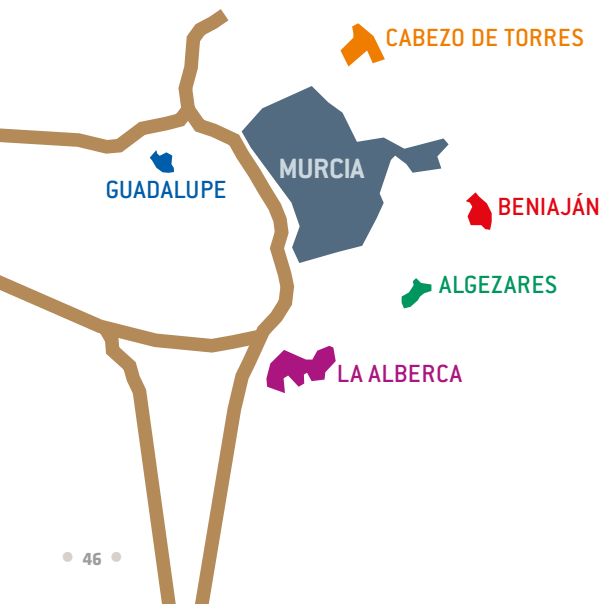 CABEZO DE TORRES
MURCIA
GUADALUPE
BENIAJÁN
ALGEZARES
LA ALBERCA
46